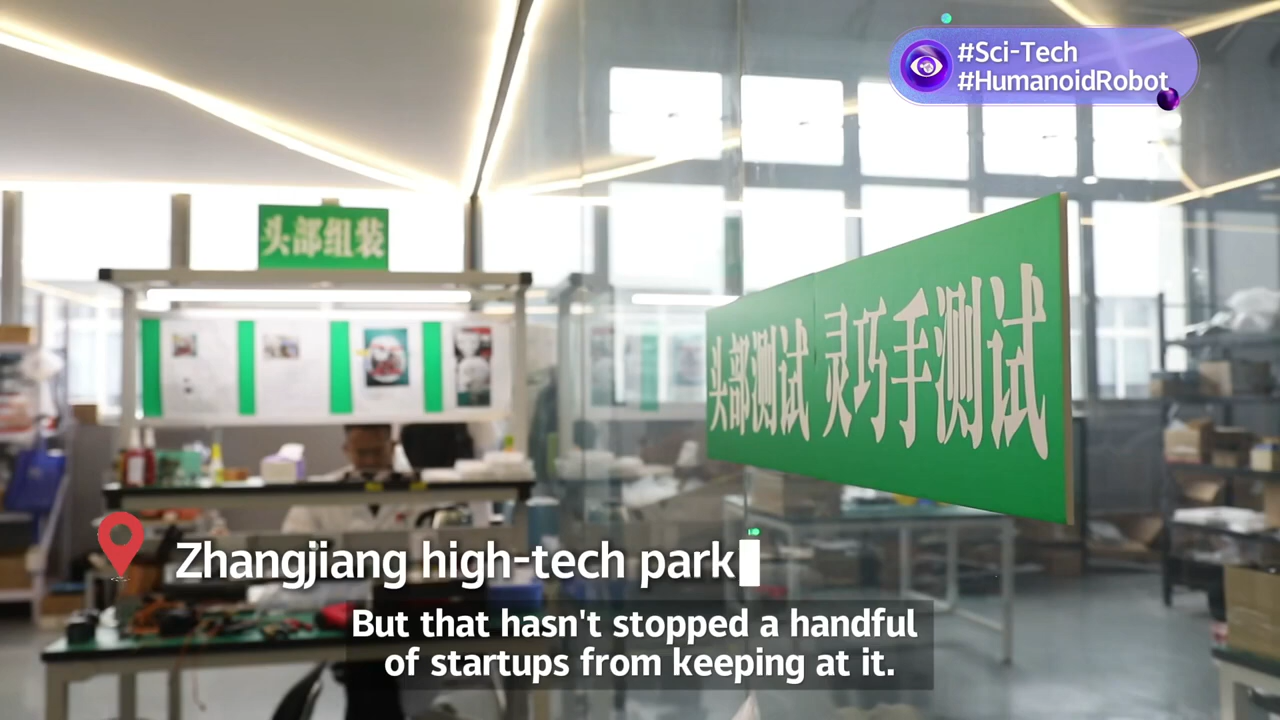 #Sci-Tech
#HumanoidRobot
头部组装
头部测试 灵巧手测试
Zhangjiang high-tech park
But that hasn't stopped a handful
of startups from keeping at it.